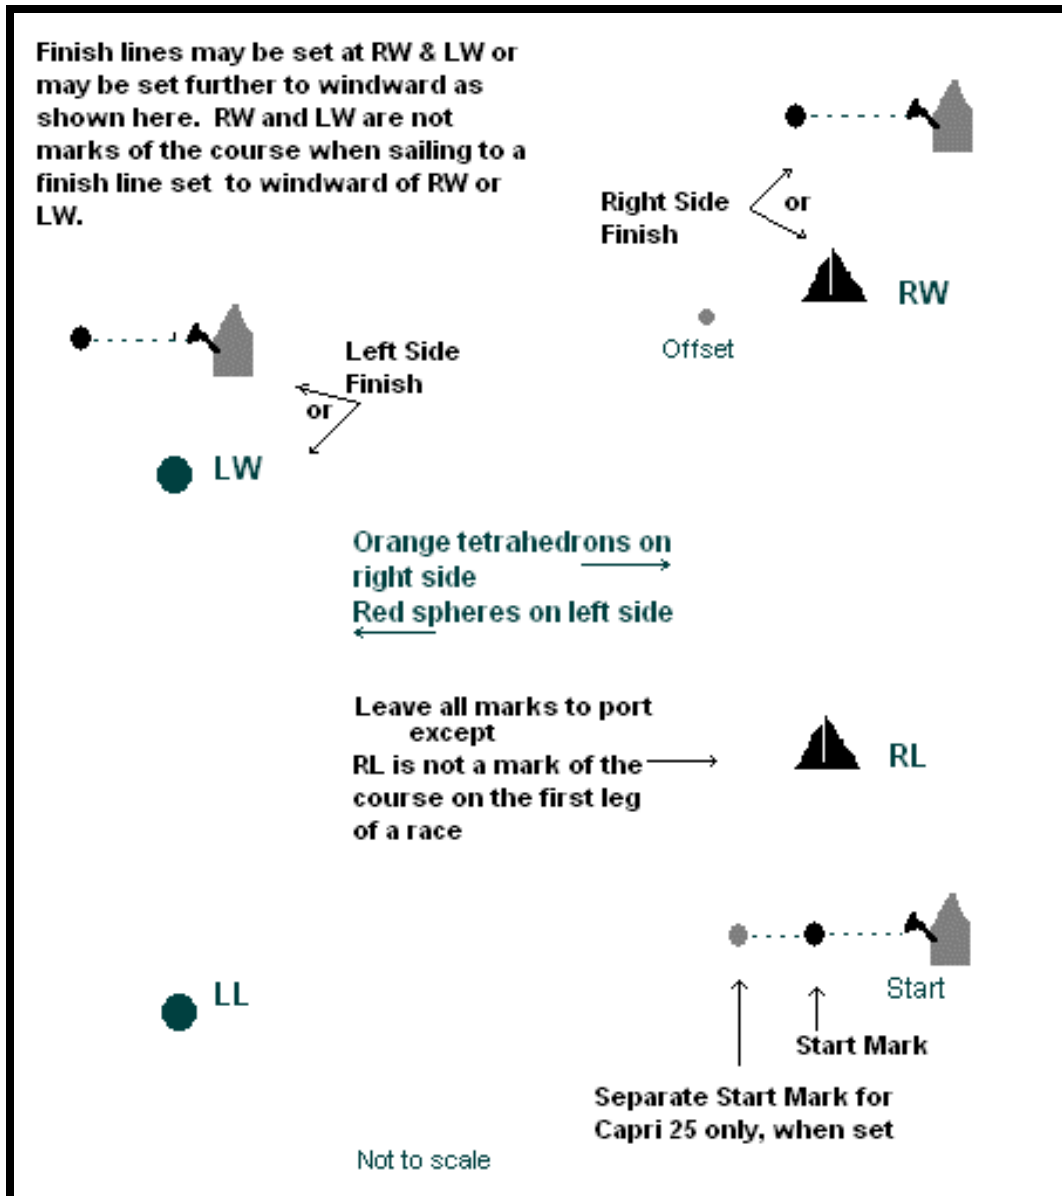 Finish lines may be set at RW & LW or
may be set further to windward as
shown here. RW and LW are not
marks of the course when sailing to a
finish line set to windward of RW or
LW.
Right Side
Finish
or
RW
Offset
Left Side
Finish
or
LW
Orange tetrahedrons on
right side
Red spheres on left side
Leave all marks to port
except
RL is not a mark of the
course on the first leg
of a race
RL
LL
Start
Start Mark
Separate Start Mark for
Capri 25 only, when set
Not to scale